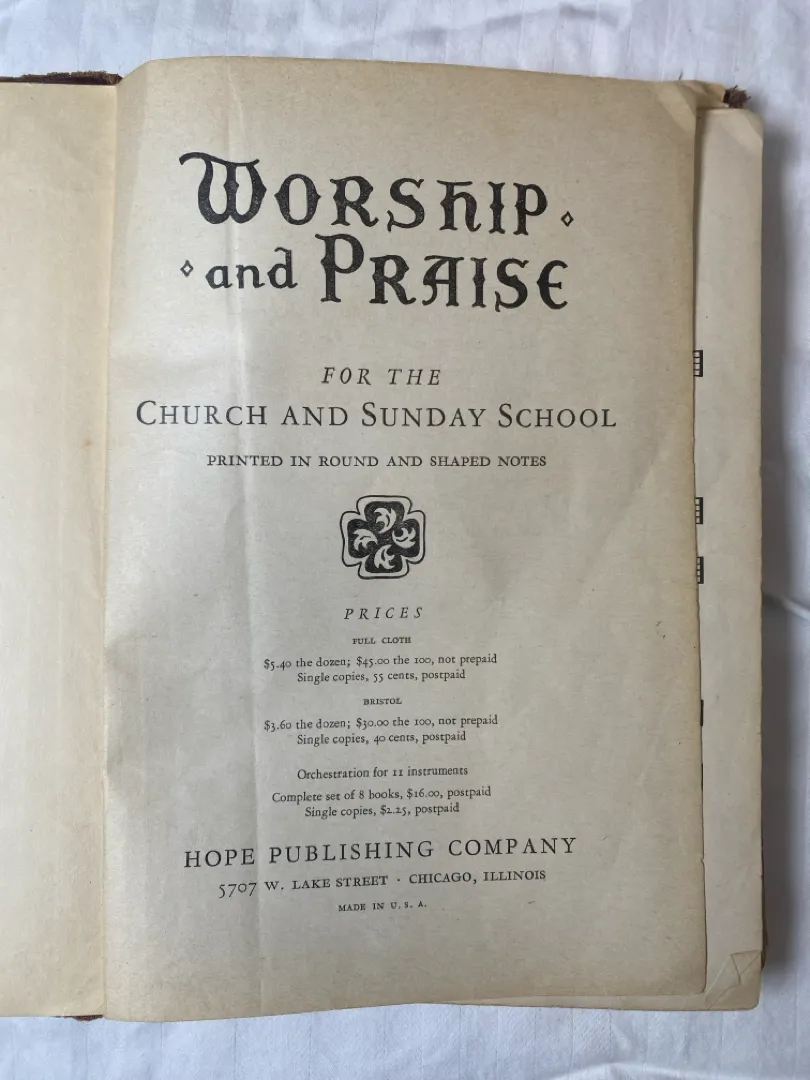 WORSHIP
and PRAISE
FOR THE
CHURCH AND SUNDAY SCHOOL
PRINTED IN ROUND AND SHAPED NOTES
PRICES
FULL CLOTH
$5.40 the dozen; $45.00 the 100, not prepaid
Single copies, 55 cents, postpaid
BRISTOL
$3.60 the dozen; $30.00 the 100, not prepaid
Single copies, 40 cents, postpaid
Orchestration for 11 instruments
Complete set of 8 books, $16.00, postpaid
Single copies, $2.25, postpaid
HOPE PUBLISHING COMPANY
5707 W. LAKE STREET · CHICAGO, ILLINOIS
MADE IN U. S. A.